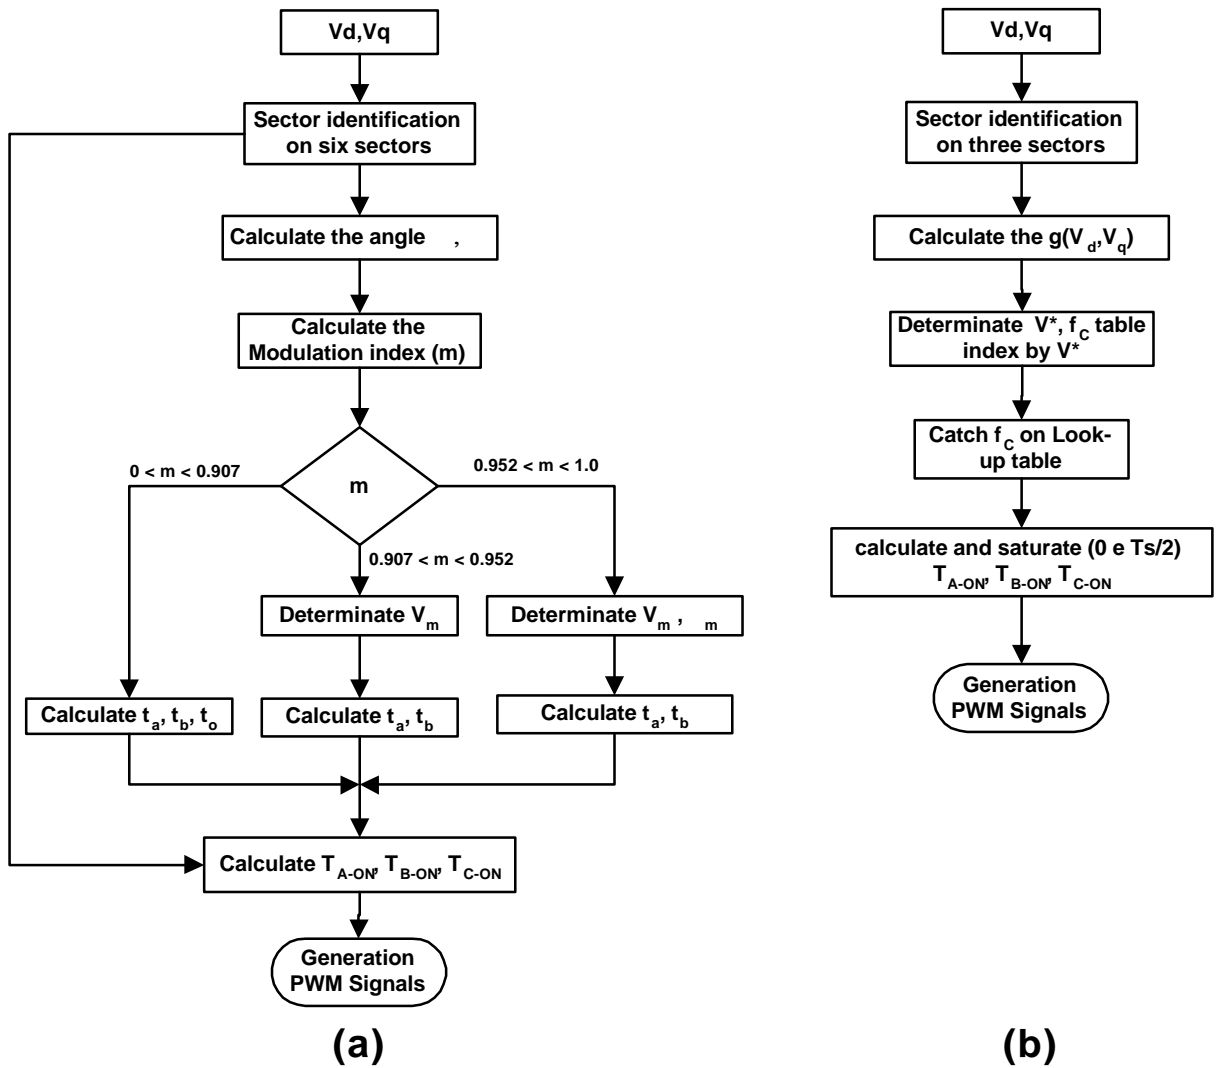 Vd,Vq
Sector identification
on six sectors
Calculate the angle ,
Calculate the
Modulation index (m)
0 < m < 0.907
m
0.952 < m < 1.0
0.907 < m < 0.952
Determinate Vm
Determinate Vm , m
Calculate ta, tb, to
Calculate ta, tb
Calculate ta, tb
Calculate TA-ON, TB-ON, TC-ON
Generation
PWM Signals
(a)
Vd,Vq
Sector identification
on three sectors
Calculate the g(Vd,Vq)
Determinate V*, fC table
index by V*
Catch fC on Look-
up table
calculate and saturate (0 e Ts/2)
TA-ON, TB-ON, TC-ON
Generation
PWM Signals
(b)